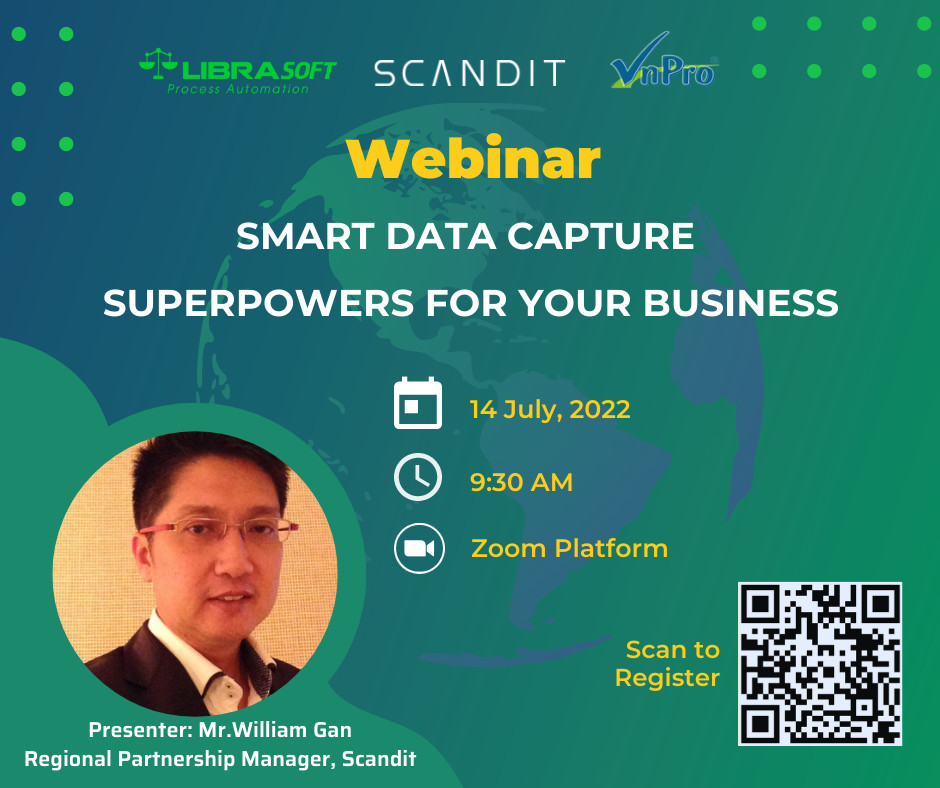 LIBRASOFT
Process Automation
SCANDIT
VnPro
Webinar
SMART DATA CAPTURE
SUPERPOWERS FOR YOUR BUSINESS
14 July, 2022
9:30 AM
Zoom Platform
Scan to
Register
Presenter: Mr.William Gan
Regional Partnership Manager, Scandit